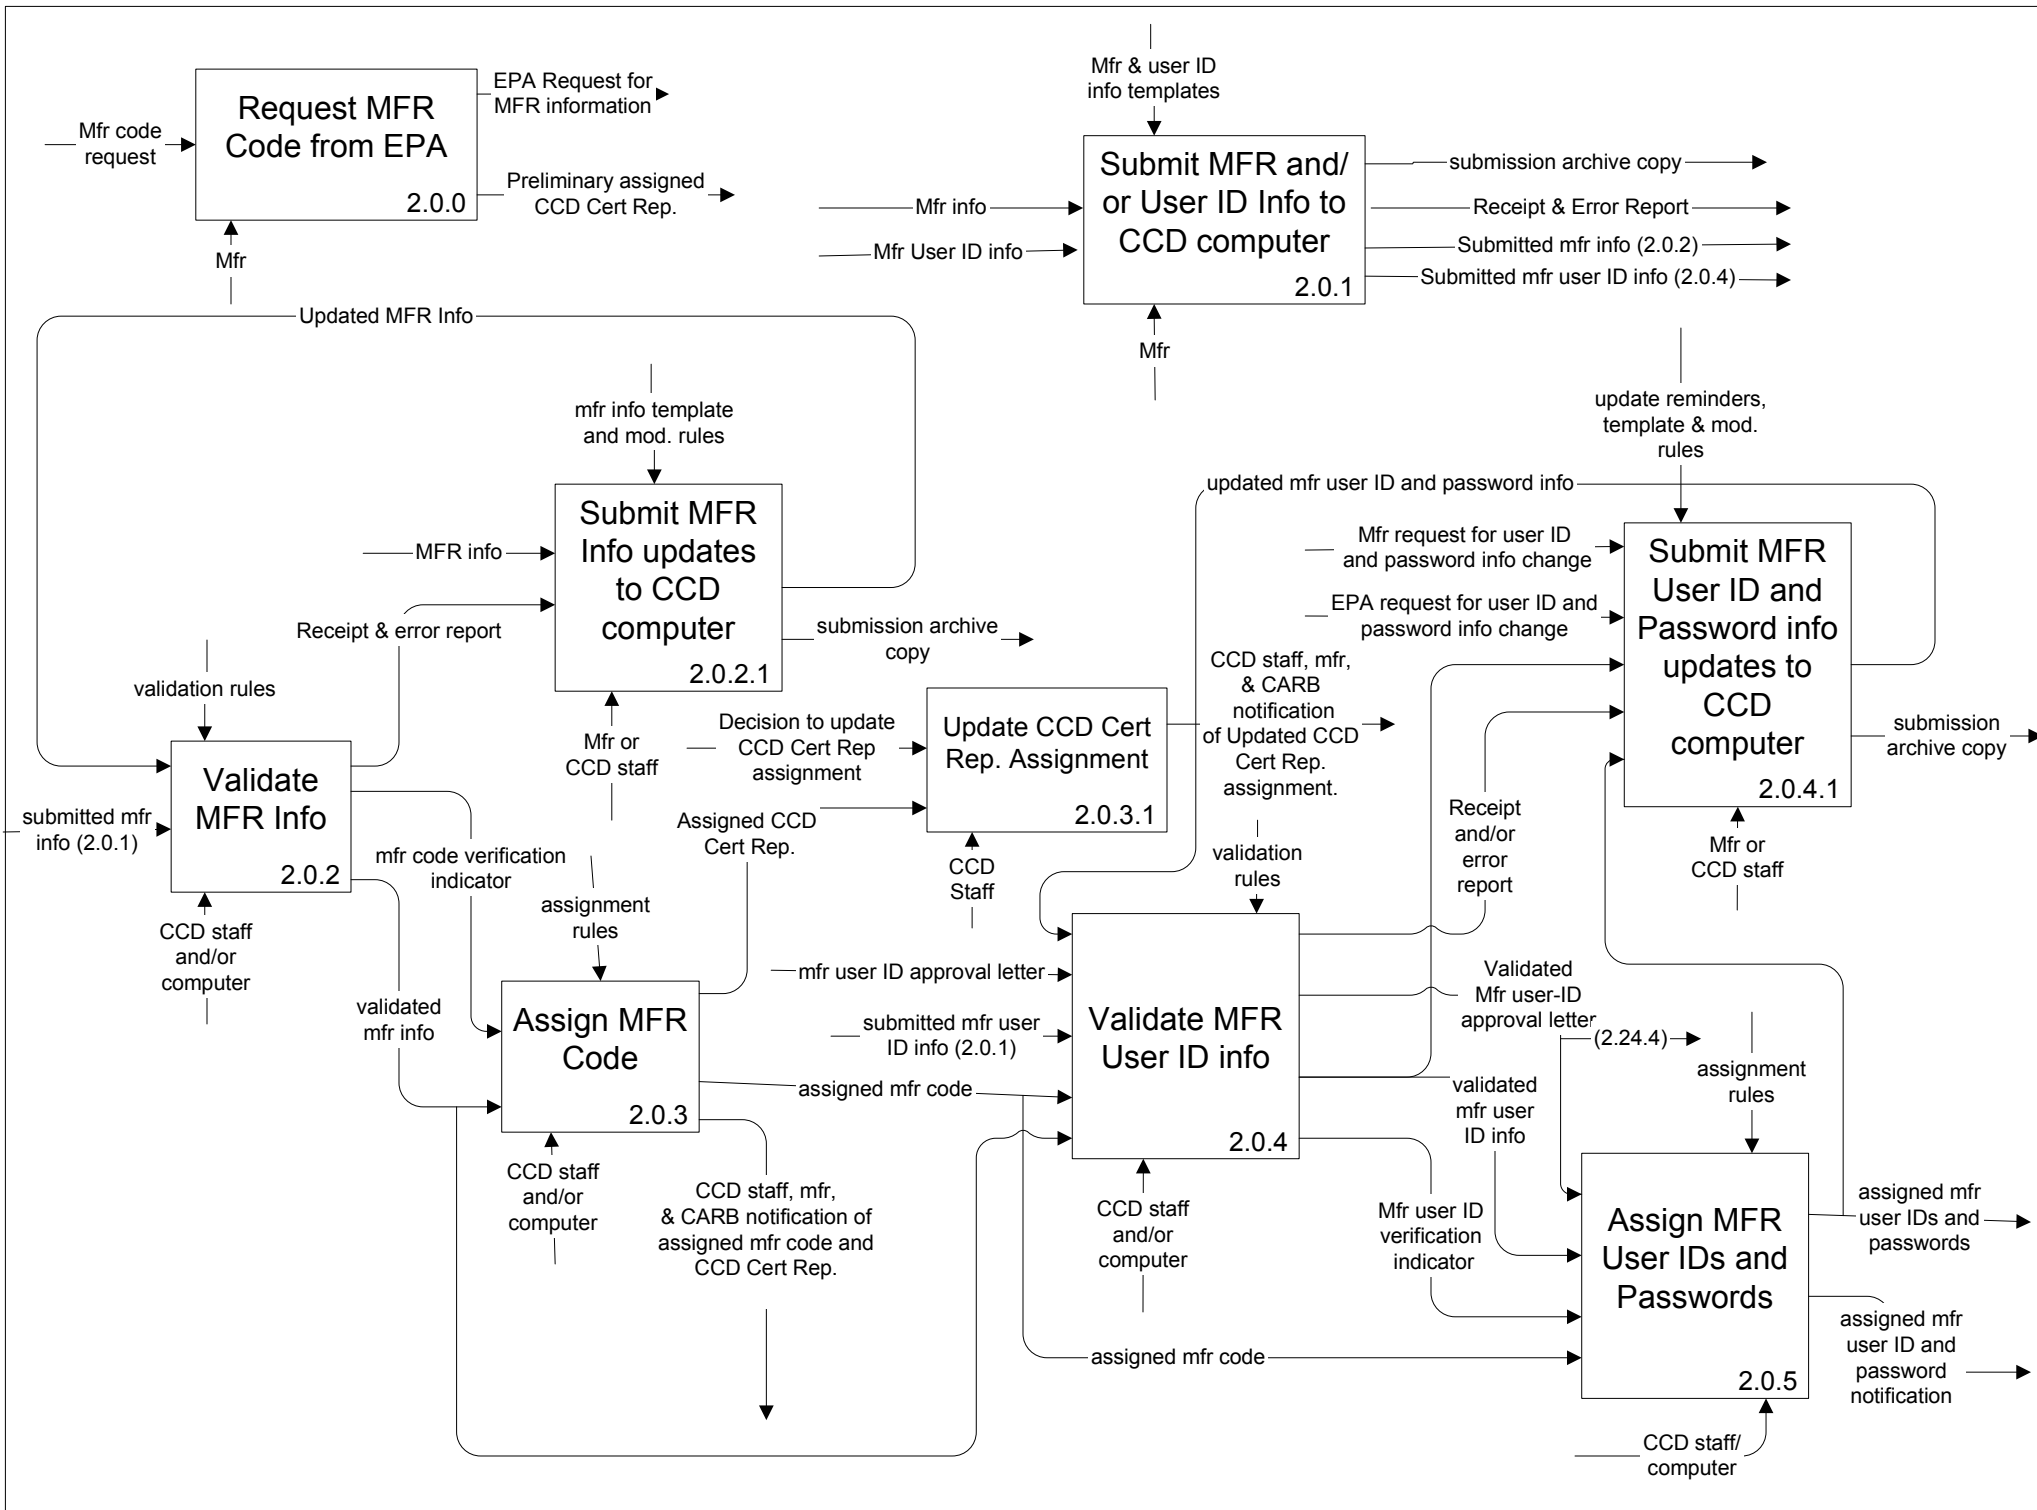 Request MFR
Code from EPA
2.0.0
Mfr code
request
EPA Request for
MFR information
Preliminary assigned
CCD Cert Rep.
Mfr
Mfr & user ID
info templates
Submit MFR and/
or User ID Info to
CCD computer
2.0.1
Mfr info
Mfr User ID info
submission archive copy
Receipt & Error Report
Submitted mfr info (2.0.2)
Submitted mfr user ID info (2.0.4)
Mfr
Updated MFR Info
mfr info template
and mod. rules
Submit MFR
Info updates
to CCD
computer
2.0.2.1
MFR info
Receipt & error report
submission archive
copy
Mfr or
CCD staff
update reminders,
template & mod.
rules
updated mfr user ID and password info
Mfr request for user ID
and password info change
EPA request for user ID and
password info change
Submit MFR
User ID and
Password info
updates to
CCD
computer
2.0.4.1
submission
archive copy
Mfr or
CCD staff
validation rules
Validate
MFR Info
2.0.2
submitted mfr
info (2.0.1)
CCD staff
and/or
computer
mfr code verification
indicator
validated
mfr info
Decision to update
CCD Cert Rep
assignment
Assigned CCD
Cert Rep.
Update CCD Cert
Rep. Assignment
2.0.3.1
CCD
Staff
CCD staff, mfr,
& CARB
notification
of Updated CCD
Cert Rep.
assignment.
assignment
rules
Assign MFR
Code
2.0.3
CCD staff
and/or
computer
CCD staff, mfr,
& CARB notification of
assigned mfr code and
CCD Cert Rep.
validation
rules
mfr user ID approval letter
submitted mfr user
ID info (2.0.1)
assigned mfr code
Validate MFR
User ID info
2.0.4
CCD staff
and/or
computer
Receipt
and/or
error
report
Validated
Mfr user-ID
approval letter
(2.24.4)
validated
mfr user
ID info
Mfr user ID
verification
indicator
assigned mfr code
assignment
rules
Assign MFR
User IDs and
Passwords
2.0.5
assigned mfr
user IDs and
passwords
assigned mfr
user ID and
password
notification
CCD staff/
computer